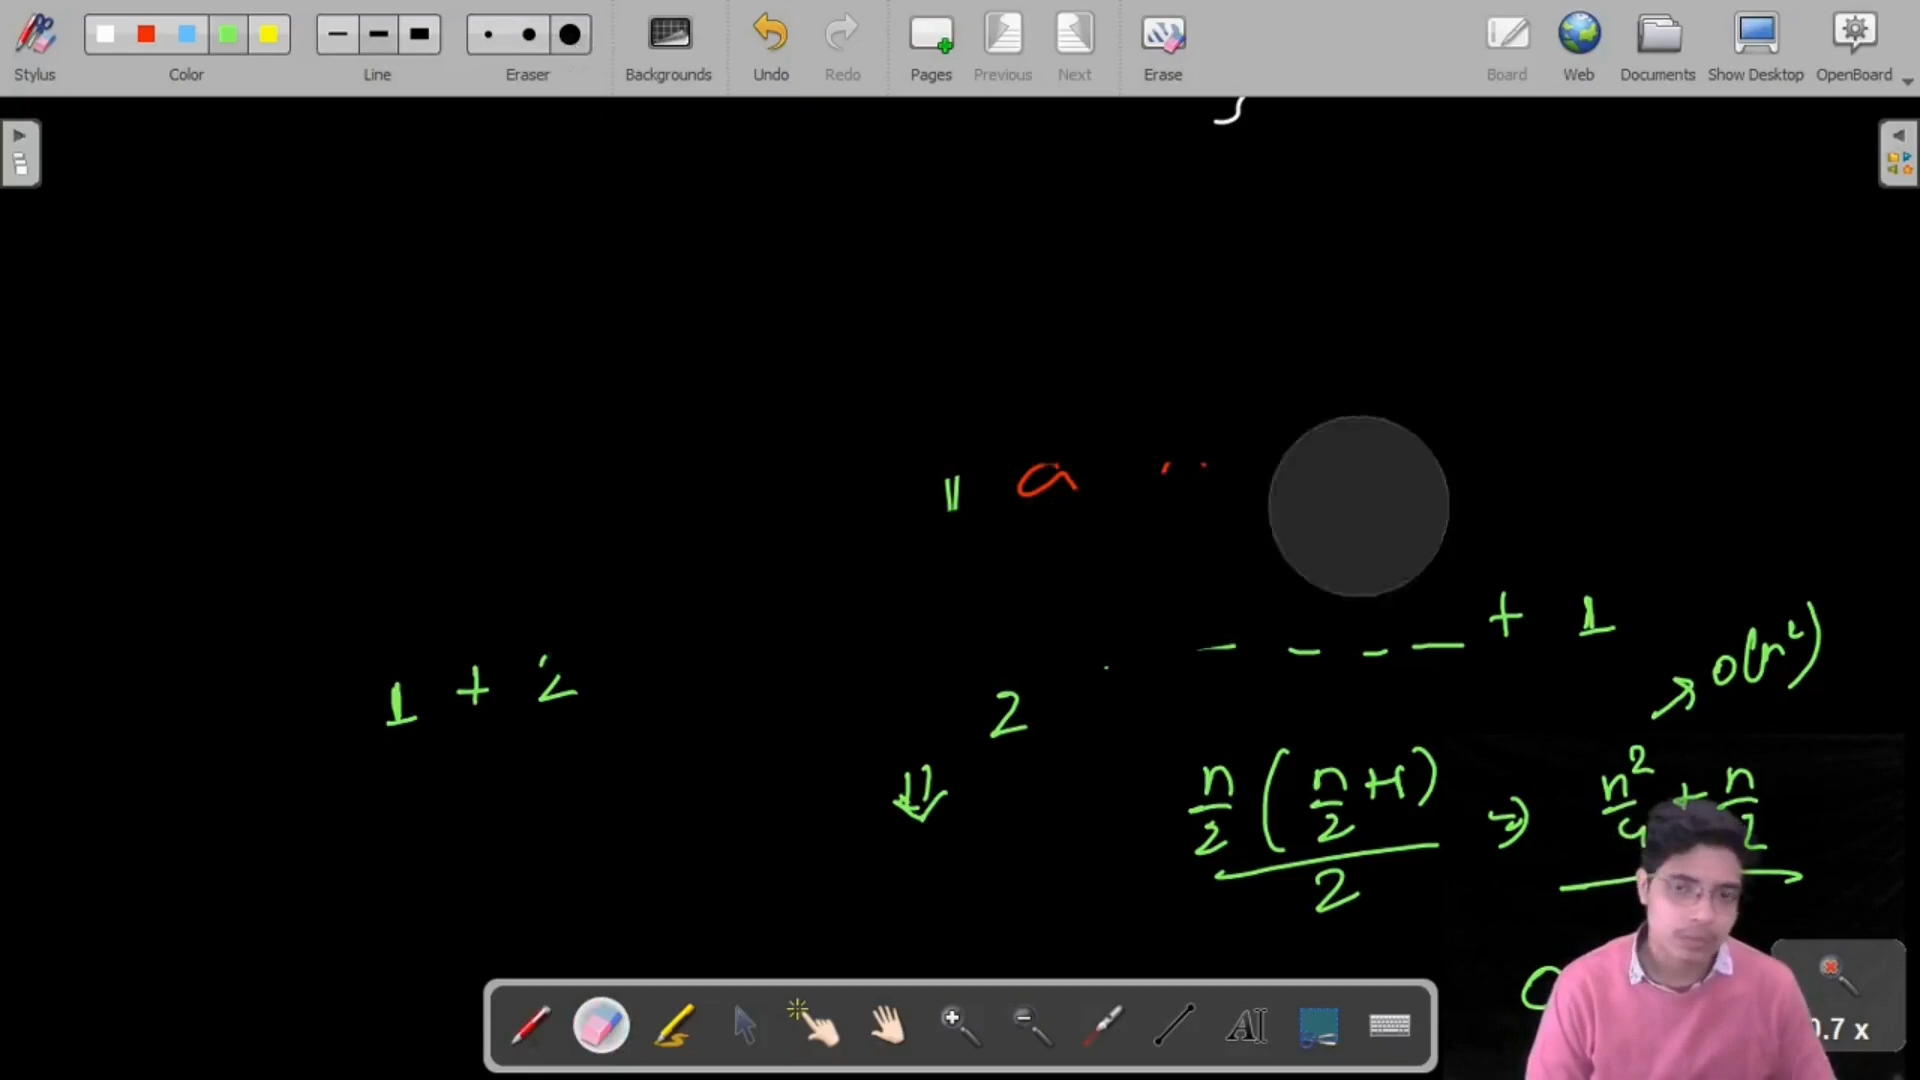 Stylus Color Line Eraser Backgrounds Undo Redo Pages Previous Next Erase Board Web Documents Show Desktop OpenBoard
a
- - - - + 1
O(n²)
1 + 2
2
n/2 (n/2 + 1) / 2 => n²/4 + n/2
AI
0.7 x